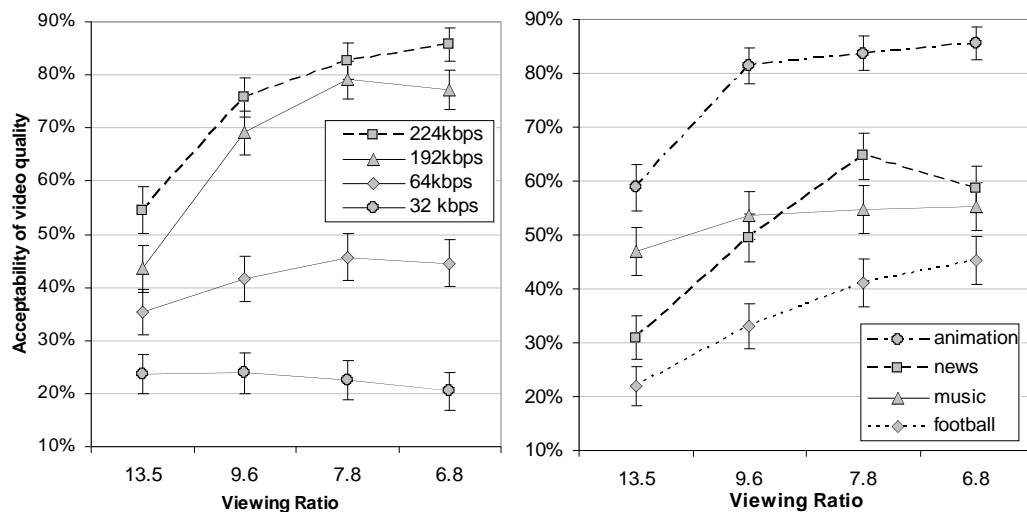 Acceptability of video quality
90%
80%
70%
60%
50%
40%
30%
20%
10%
224kbps
192kbps
64kbps
32 kbps
13.5 9.6 7.8 6.8
Viewing Ratio
90%
80%
70%
60%
50%
40%
30%
20%
10%
animation
news
music
football
13.5 9.6 7.8 6.8
Viewing Ratio